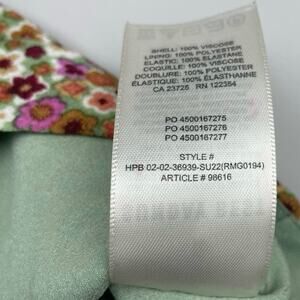 SHELL: 100% VISCOSE
LINING: 100% POLYESTER
ELASTIC: 100% ELASTANE
COQUILLE: 100% VISCOSE
DOUBLURE: 100% POLYESTER
ÉLASTIQUE: 100% ÉLASTHANNE
CA 23725 RN 122354
PO 4500167275
PO 4500167276
PO 4500167277
STYLE #
HPB 02-02-36939-SU22(RMG0194)
ARTICLE # 98616